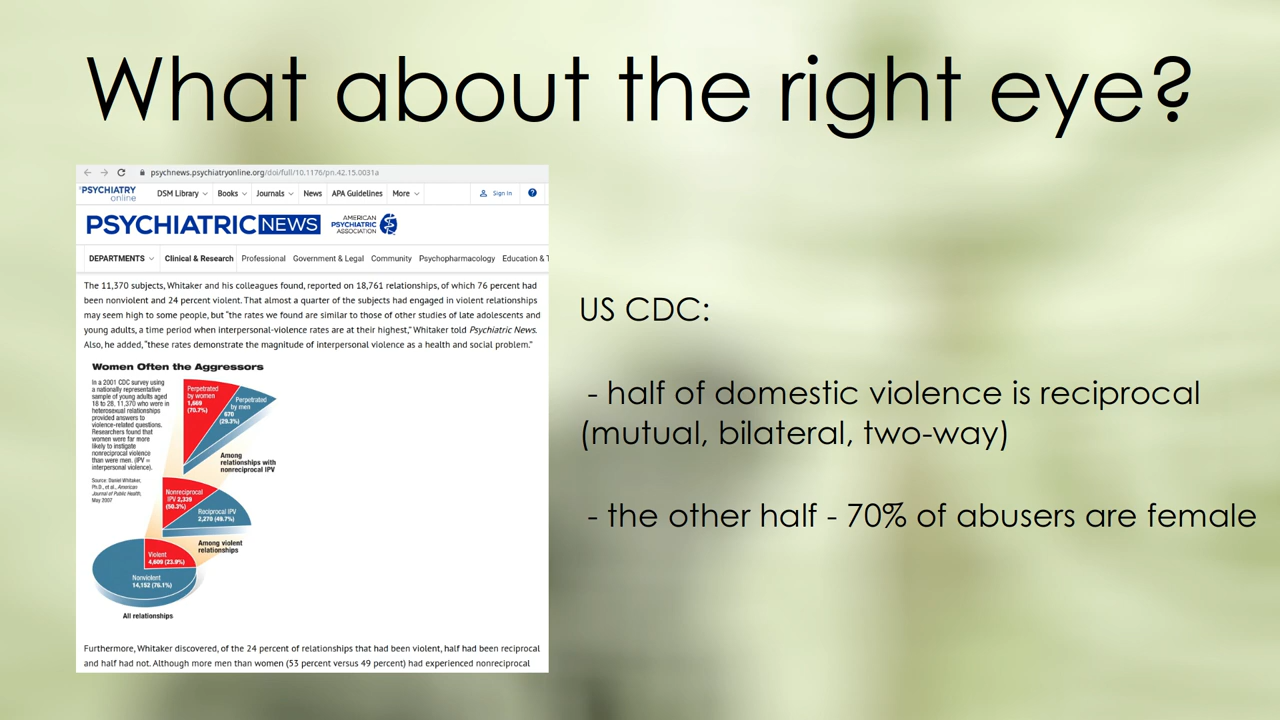 What about the right eye?
psychnews.psychiatryonline.org/doi/full/10.1176/pn.42.15.0031a
PSYCHIATRY online DSM Library Books Journals News APA Guidelines More Sign In ?
PSYCHIATRIC NEWS AMERICAN PSYCHIATRIC ASSOCIATION
DEPARTMENTS Clinical & Research Professional Government & Legal Community Psychopharmacology Education & T
The 11,370 subjects, Whitaker and his colleagues found, reported on 18,761 relationships, of which 76 percent had
been nonviolent and 24 percent violent. That almost a quarter of the subjects had engaged in violent relationships
may seem high to some people, but "the rates we found are similar to those of other studies of late adolescents and
young adults, a time period when interpersonal-violence rates are at their highest," Whitaker told Psychiatric News.
Also, he added, "these rates demonstrate the magnitude of interpersonal violence as a health and social problem."
Women Often the Aggressors
In a 2001 CDC survey using
a nationally representative
sample of young adults aged
18 to 28, 11,370 who were in
heterosexual relationships
provided answers to
violence-related questions.
Researchers found that
women were far more
likely to instigate
nonreciprocal violence
than were men. (IPV =
interpersonal violence).
Source: Daniel Whitaker,
Ph.D., et al., American
Journal of Public Health,
May 2007
Perpetrated
by women
1,669
(70.7%)
Perpetrated
by men
670
(29.3%)
Among
relationships with
nonreciprocal IPV
Nonreciprocal
IPV 2,339
(50.3%)
Reciprocal IPV
2,270 (49.7%)
Among violent
relationships
Violent
4,609 (23.9%)
Nonviolent
14,152 (76.1%)
All relationships
Furthermore, Whitaker discovered, of the 24 percent of relationships that had been violent, half had been reciprocal
and half had not. Although more men than women (53 percent versus 49 percent) had experienced nonreciprocal
US CDC:
- half of domestic violence is reciprocal
(mutual, bilateral, two-way)
- the other half - 70% of abusers are female